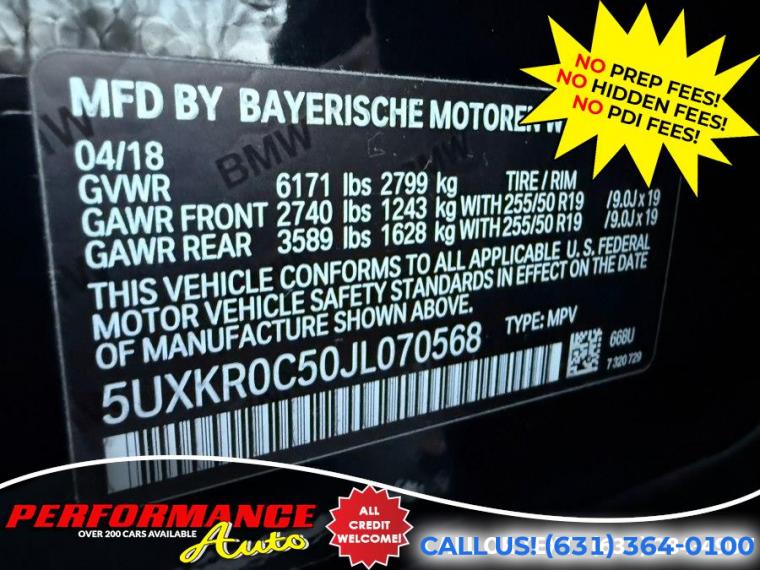 NO PREP FEES!
NO HIDDEN FEES!
NO PDI FEES!
MFD BY BAYERISCHE MOTOREN W
BMW
BMW
04/18
GVWR 6171 lbs 2799 kg TIRE / RIM
GAWR FRONT 2740 lbs 1243 kg WITH 255/50 R19 /9.0J x 19
GAWR REAR 3589 lbs 1628 kg WITH 255/50 R19 /9.0J x 19
THIS VEHICLE CONFORMS TO ALL APPLICABLE U.S. FEDERAL
MOTOR VEHICLE SAFETY STANDARDS IN EFFECT ON THE DATE
OF MANUFACTURE SHOWN ABOVE.
5UXKR0C50JL070568 TYPE: MPV
668U
7 320 729
PERFORMANCE
OVER 200 CARS AVAILABLE
Auto
ALL
CREDIT
WELCOME!
CALL US! (631) 364-0100